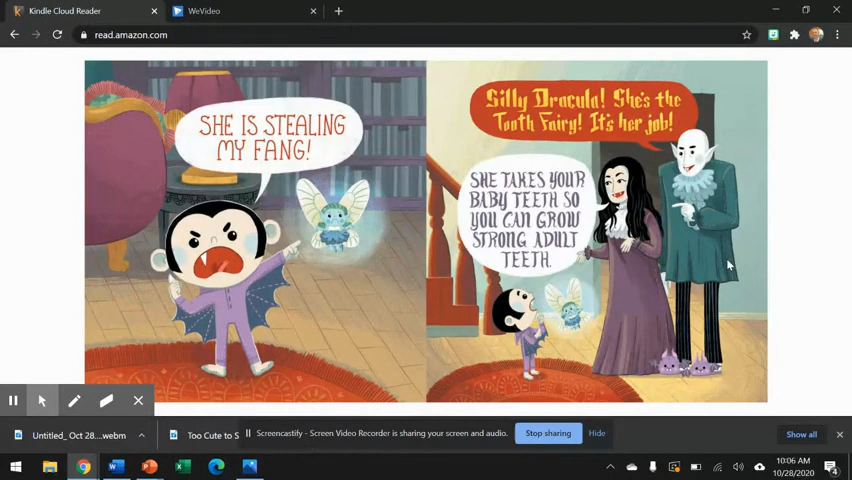 Kindle Cloud Reader
WeVideo
read.amazon.com
SHE IS STEALING
MY FANG!
Silly Dracula! She's the
Tooth Fairy! It's her job!
SHE TAKES YOUR
BABY TEETH SO
YOU CAN GROW
STRONG ADULT
TEETH.
Untitled_ Oct 28....webm
Too Cute to S
Screencastify - Screen Video Recorder is sharing your screen and audio.
Stop sharing
Hide
Show all
10:06 AM
10/28/2020
4